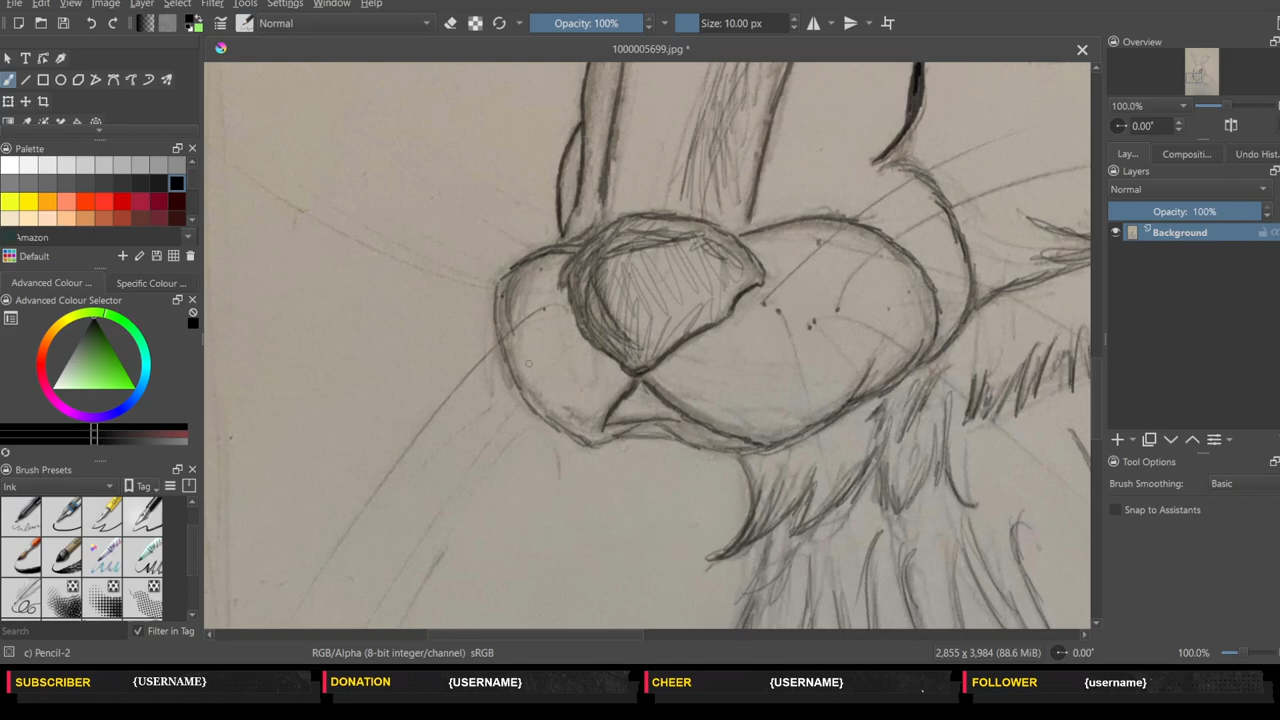 File Edit View Image Layer Select Filter Tools Settings Window Help
Normal
Opacity: 100%
Size: 10.00 px
1000005699.jpg *
Overview
100.0%
0.00°
Palette
Lay... Compositi... Undo Hist.
Layers
Normal
Opacity: 100%
Background
Amazon
Default
Advanced Colour ... Specific Colour ...
Advanced Colour Selector
Brush Presets
Ink
Tag
Tool Options
Brush Smoothing: Basic
Snap to Assistants
Search
Filter in Tag
c) Pencil-2
RGB/Alpha (8-bit integer/channel) sRGB
2,855 x 3,984 (88.6 MiB)
0.00°
100.0%
SUBSCRIBER {USERNAME} DONATION {USERNAME} CHEER {USERNAME} FOLLOWER {username}